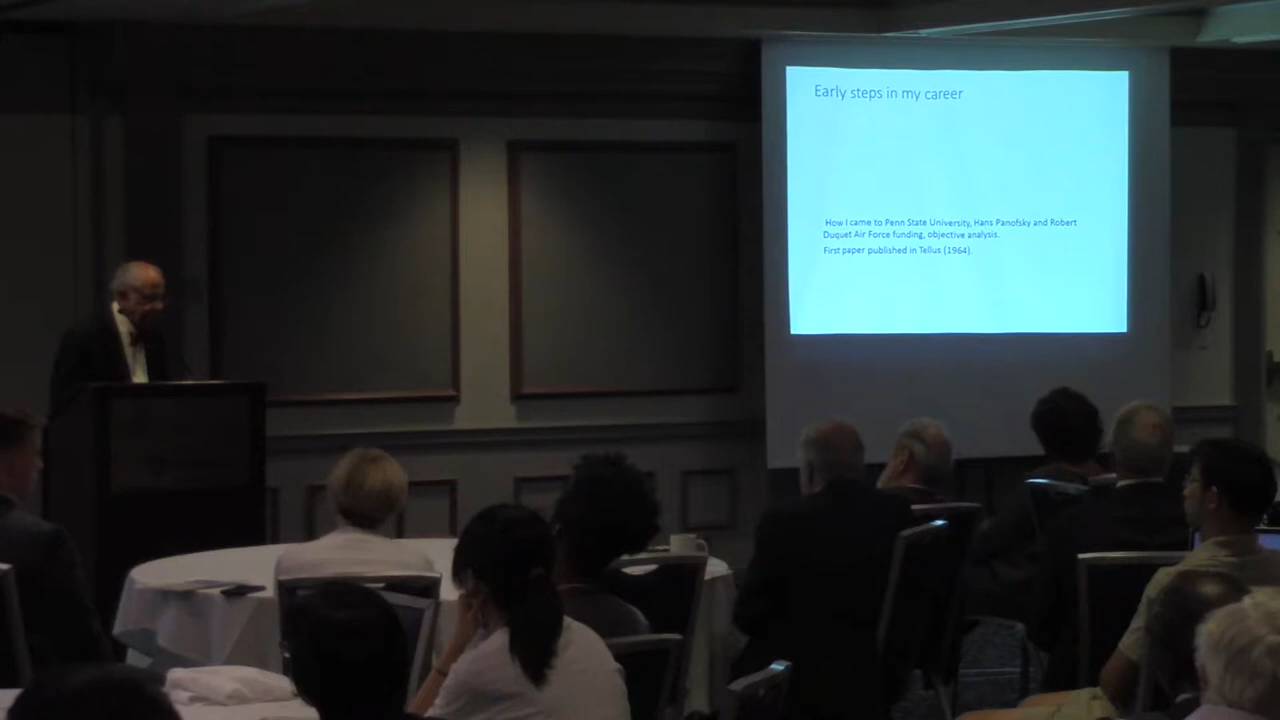 Early steps in my career
How I came to Penn State University, Hans Panofsky and Robert
Duquet Air Force funding, objective analysis.
First paper published in Tellus (1964).